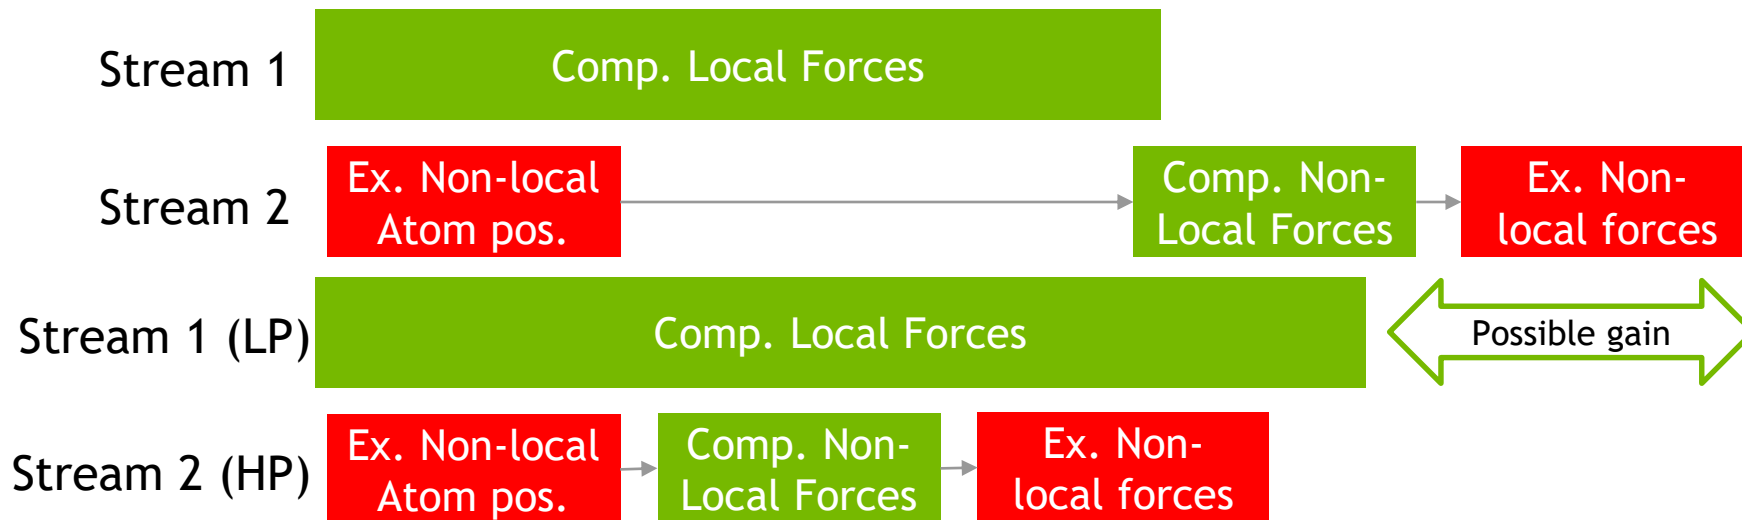 Stream 1
Comp. Local Forces
Stream 2
Ex. Non-local
Atom pos.
Comp. Non-
Local Forces
Ex. Non-
local forces
Stream 1 (LP)
Comp. Local Forces
Possible gain
Stream 2 (HP)
Ex. Non-local
Atom pos.
Comp. Non-
Local Forces
Ex. Non-
local forces